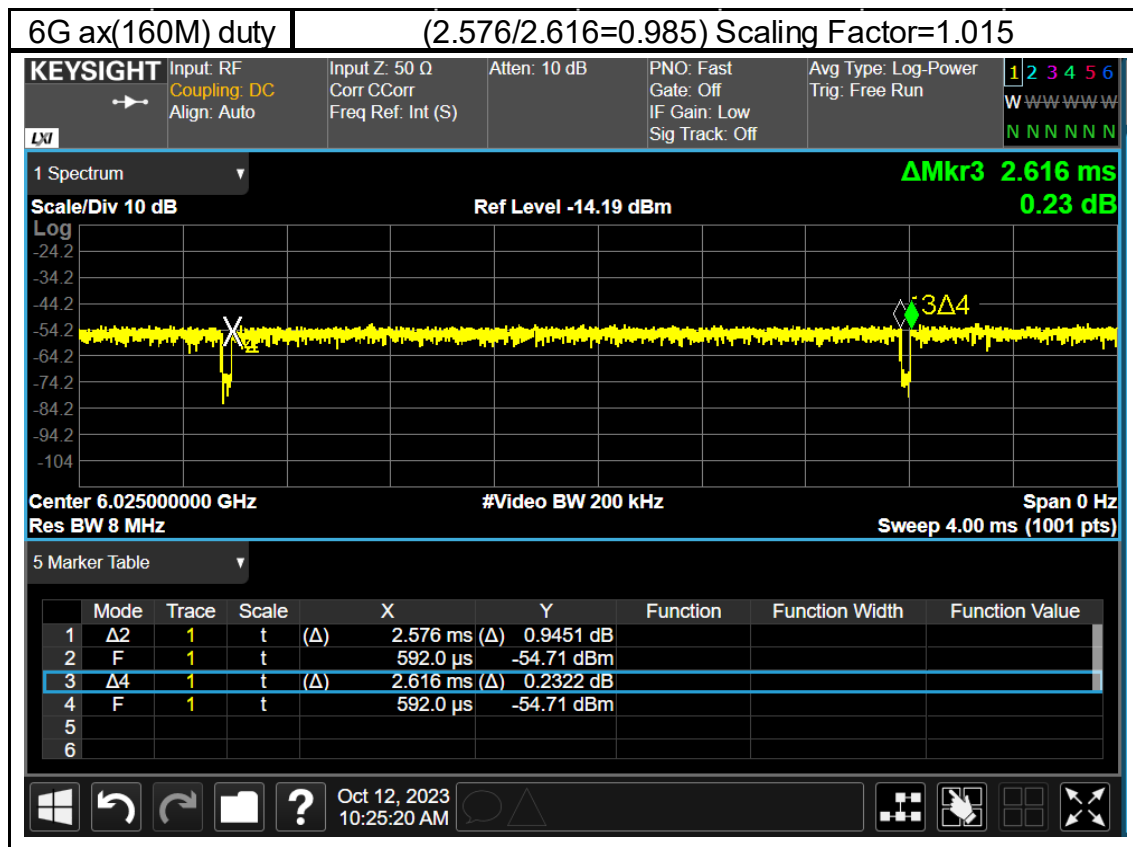 6G ax(160M) duty (2.576/2.616=0.985) Scaling Factor=1.015
KEYSIGHT Input: RF Input Z: 50 Ω Atten: 10 dB PNO: Fast Avg Type: Log-Power 1 2 3 4 5 6
Coupling: DC Corr CCorr Gate: Off Trig: Free Run
Align: Auto Freq Ref: Int (S) IF Gain: Low W W W W W W
LXI Sig Track: Off N N N N N N
1 Spectrum ΔMkr3 2.616 ms
Scale/Div 10 dB Ref Level -14.19 dBm 0.23 dB
Log
-24.2
-34.2
-44.2 3Δ4
-54.2
-64.2
-74.2
-84.2
-94.2
-104
Center 6.025000000 GHz #Video BW 200 kHz Span 0 Hz
Res BW 8 MHz Sweep 4.00 ms (1001 pts)
5 Marker Table
Mode Trace Scale X Y Function Function Width Function Value
1 Δ2 1 t (Δ) 2.576 ms (Δ) 0.9451 dB
2 F 1 t 592.0 µs -54.71 dBm
3 Δ4 1 t (Δ) 2.616 ms (Δ) 0.2322 dB
4 F 1 t 592.0 µs -54.71 dBm
5
6
? Oct 12, 2023
10:25:20 AM